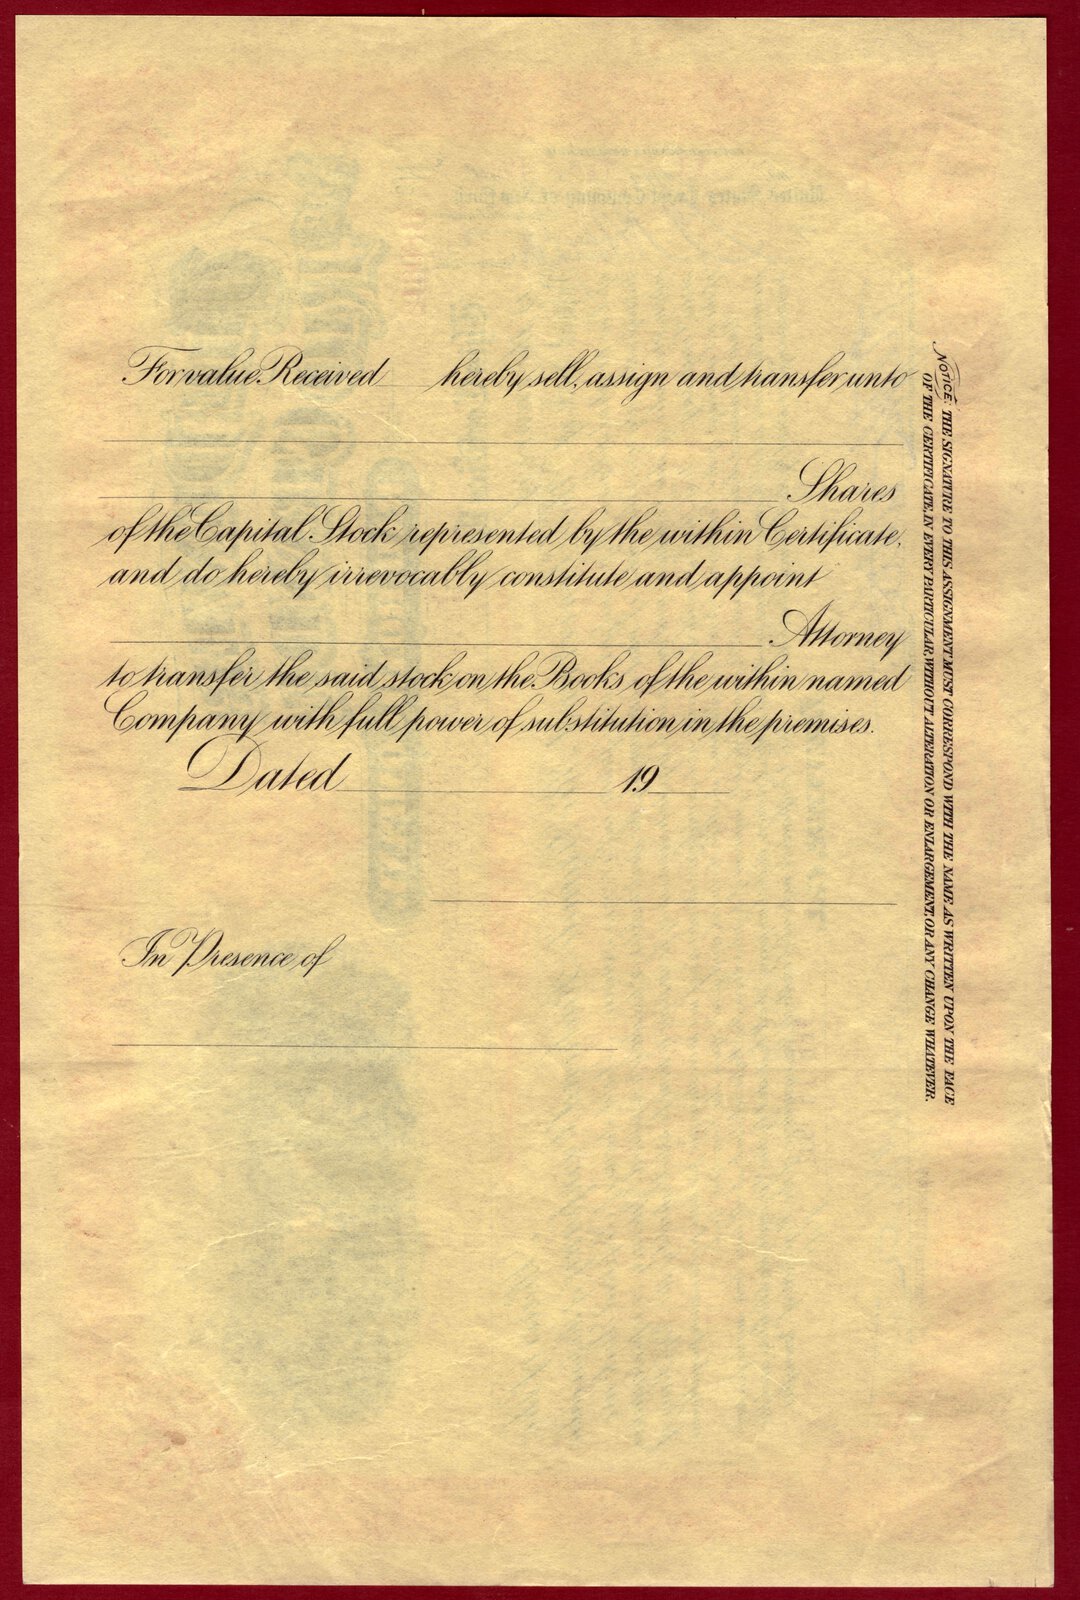 For value Received hereby sell, assign and transfer unto
Shares
of the Capital Stock represented by the within Certificate,
and do hereby irrevocably constitute and appoint
Attorney
to transfer the said stock on the Books of the within named
Company with full power of substitution in the premises.
Dated 19
In Presence of
NOTICE: THE SIGNATURE TO THIS ASSIGNMENT MUST CORRESPOND WITH THE NAME AS WRITTEN UPON THE FACE
OF THE CERTIFICATE, IN EVERY PARTICULAR, WITHOUT ALTERATION OR ENLARGEMENT, OR ANY CHANGE WHATEVER.